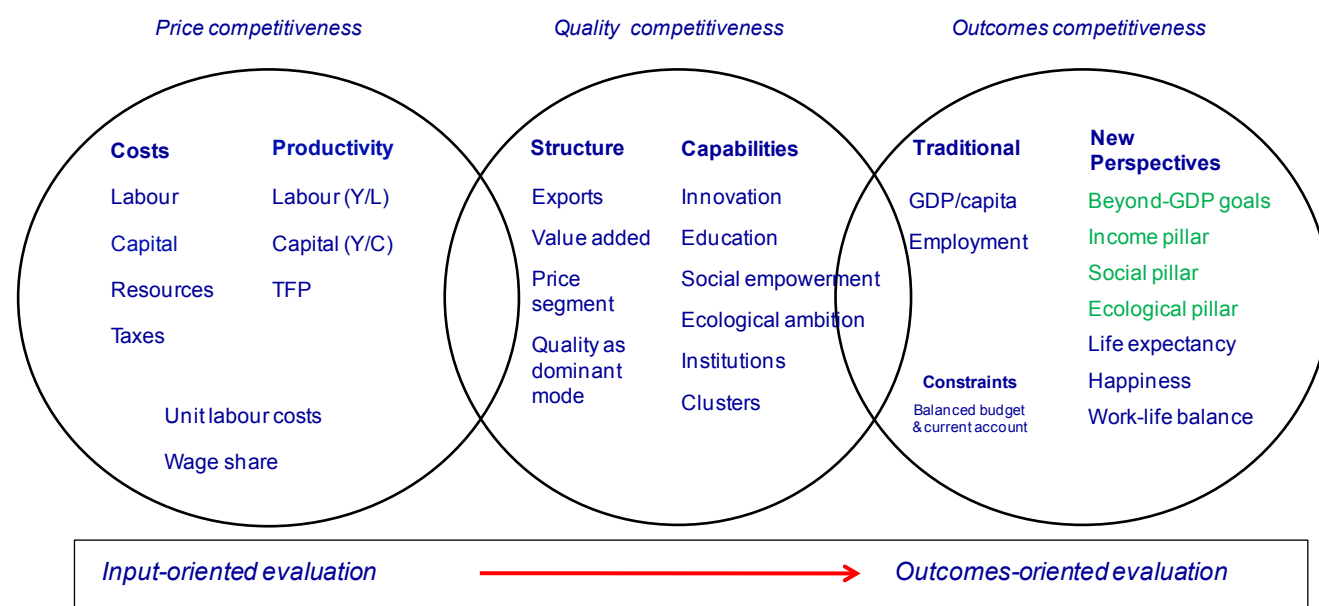 Price competitiveness
Quality competitiveness
Outcomes competitiveness
Costs
Labour
Capital
Resources
Taxes
Productivity
Labour (Y/L)
Capital (Y/C)
TFP
Unit labour costs
Wage share
Structure
Exports
Value added
Price
segment
Quality as
dominant
mode
Capabilities
Innovation
Education
Social empowerment
Ecological ambition
Institutions
Clusters
Traditional
GDP/capita
Employment
Constraints
Balanced budget
& current account
New
Perspectives
Beyond-GDP goals
Income pillar
Social pillar
Ecological pillar
Life expectancy
Happiness
Work-life balance
Input-oriented evaluation
Outcomes-oriented evaluation